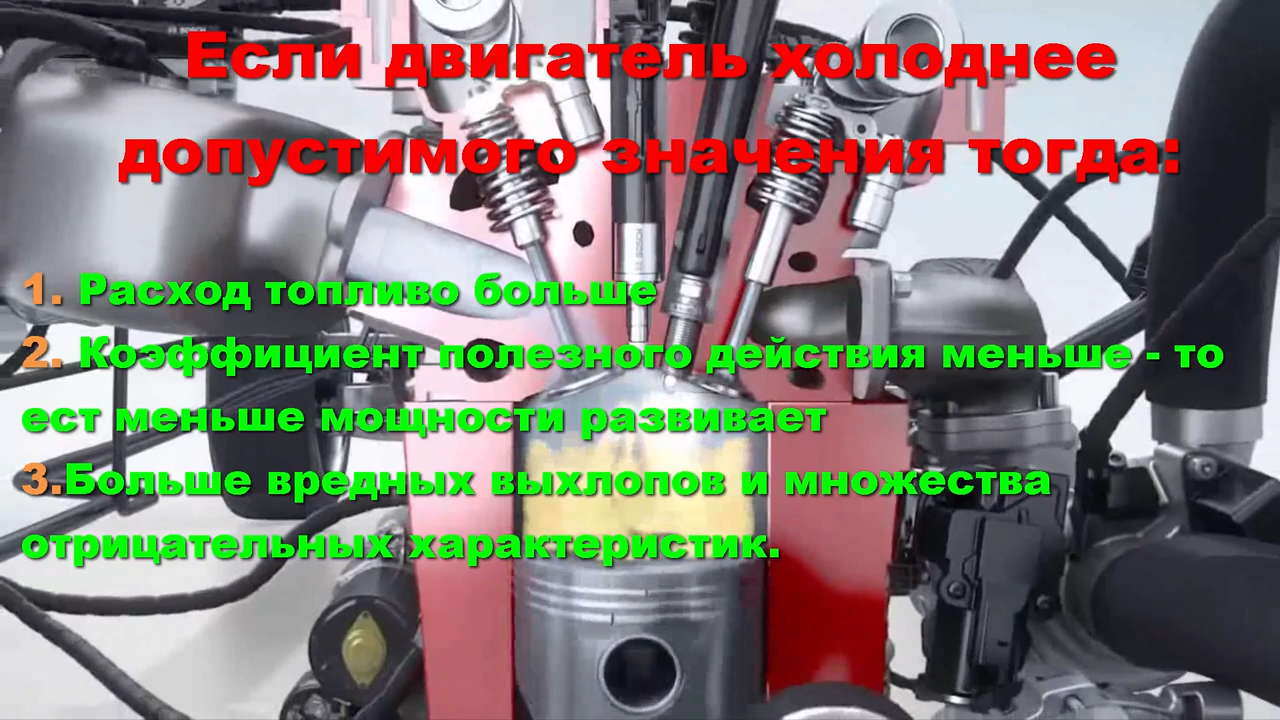 Если двигатель холоднее
допустимого значения тогда:
1. Расход топливо больше
2. Коэффициент полезного действия меньше - то
ест меньше мощности развивает
3.Больше вредных выхлопов и множества
отрицательных характеристик.
BOSCH